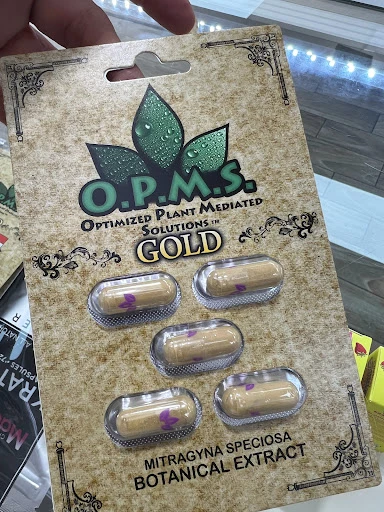 O.P.M.S.
OPTIMIZED PLANT MEDIATED
SOLUTIONS™
GOLD
MITRAGYNA SPECIOSA
BOTANICAL EXTRACT